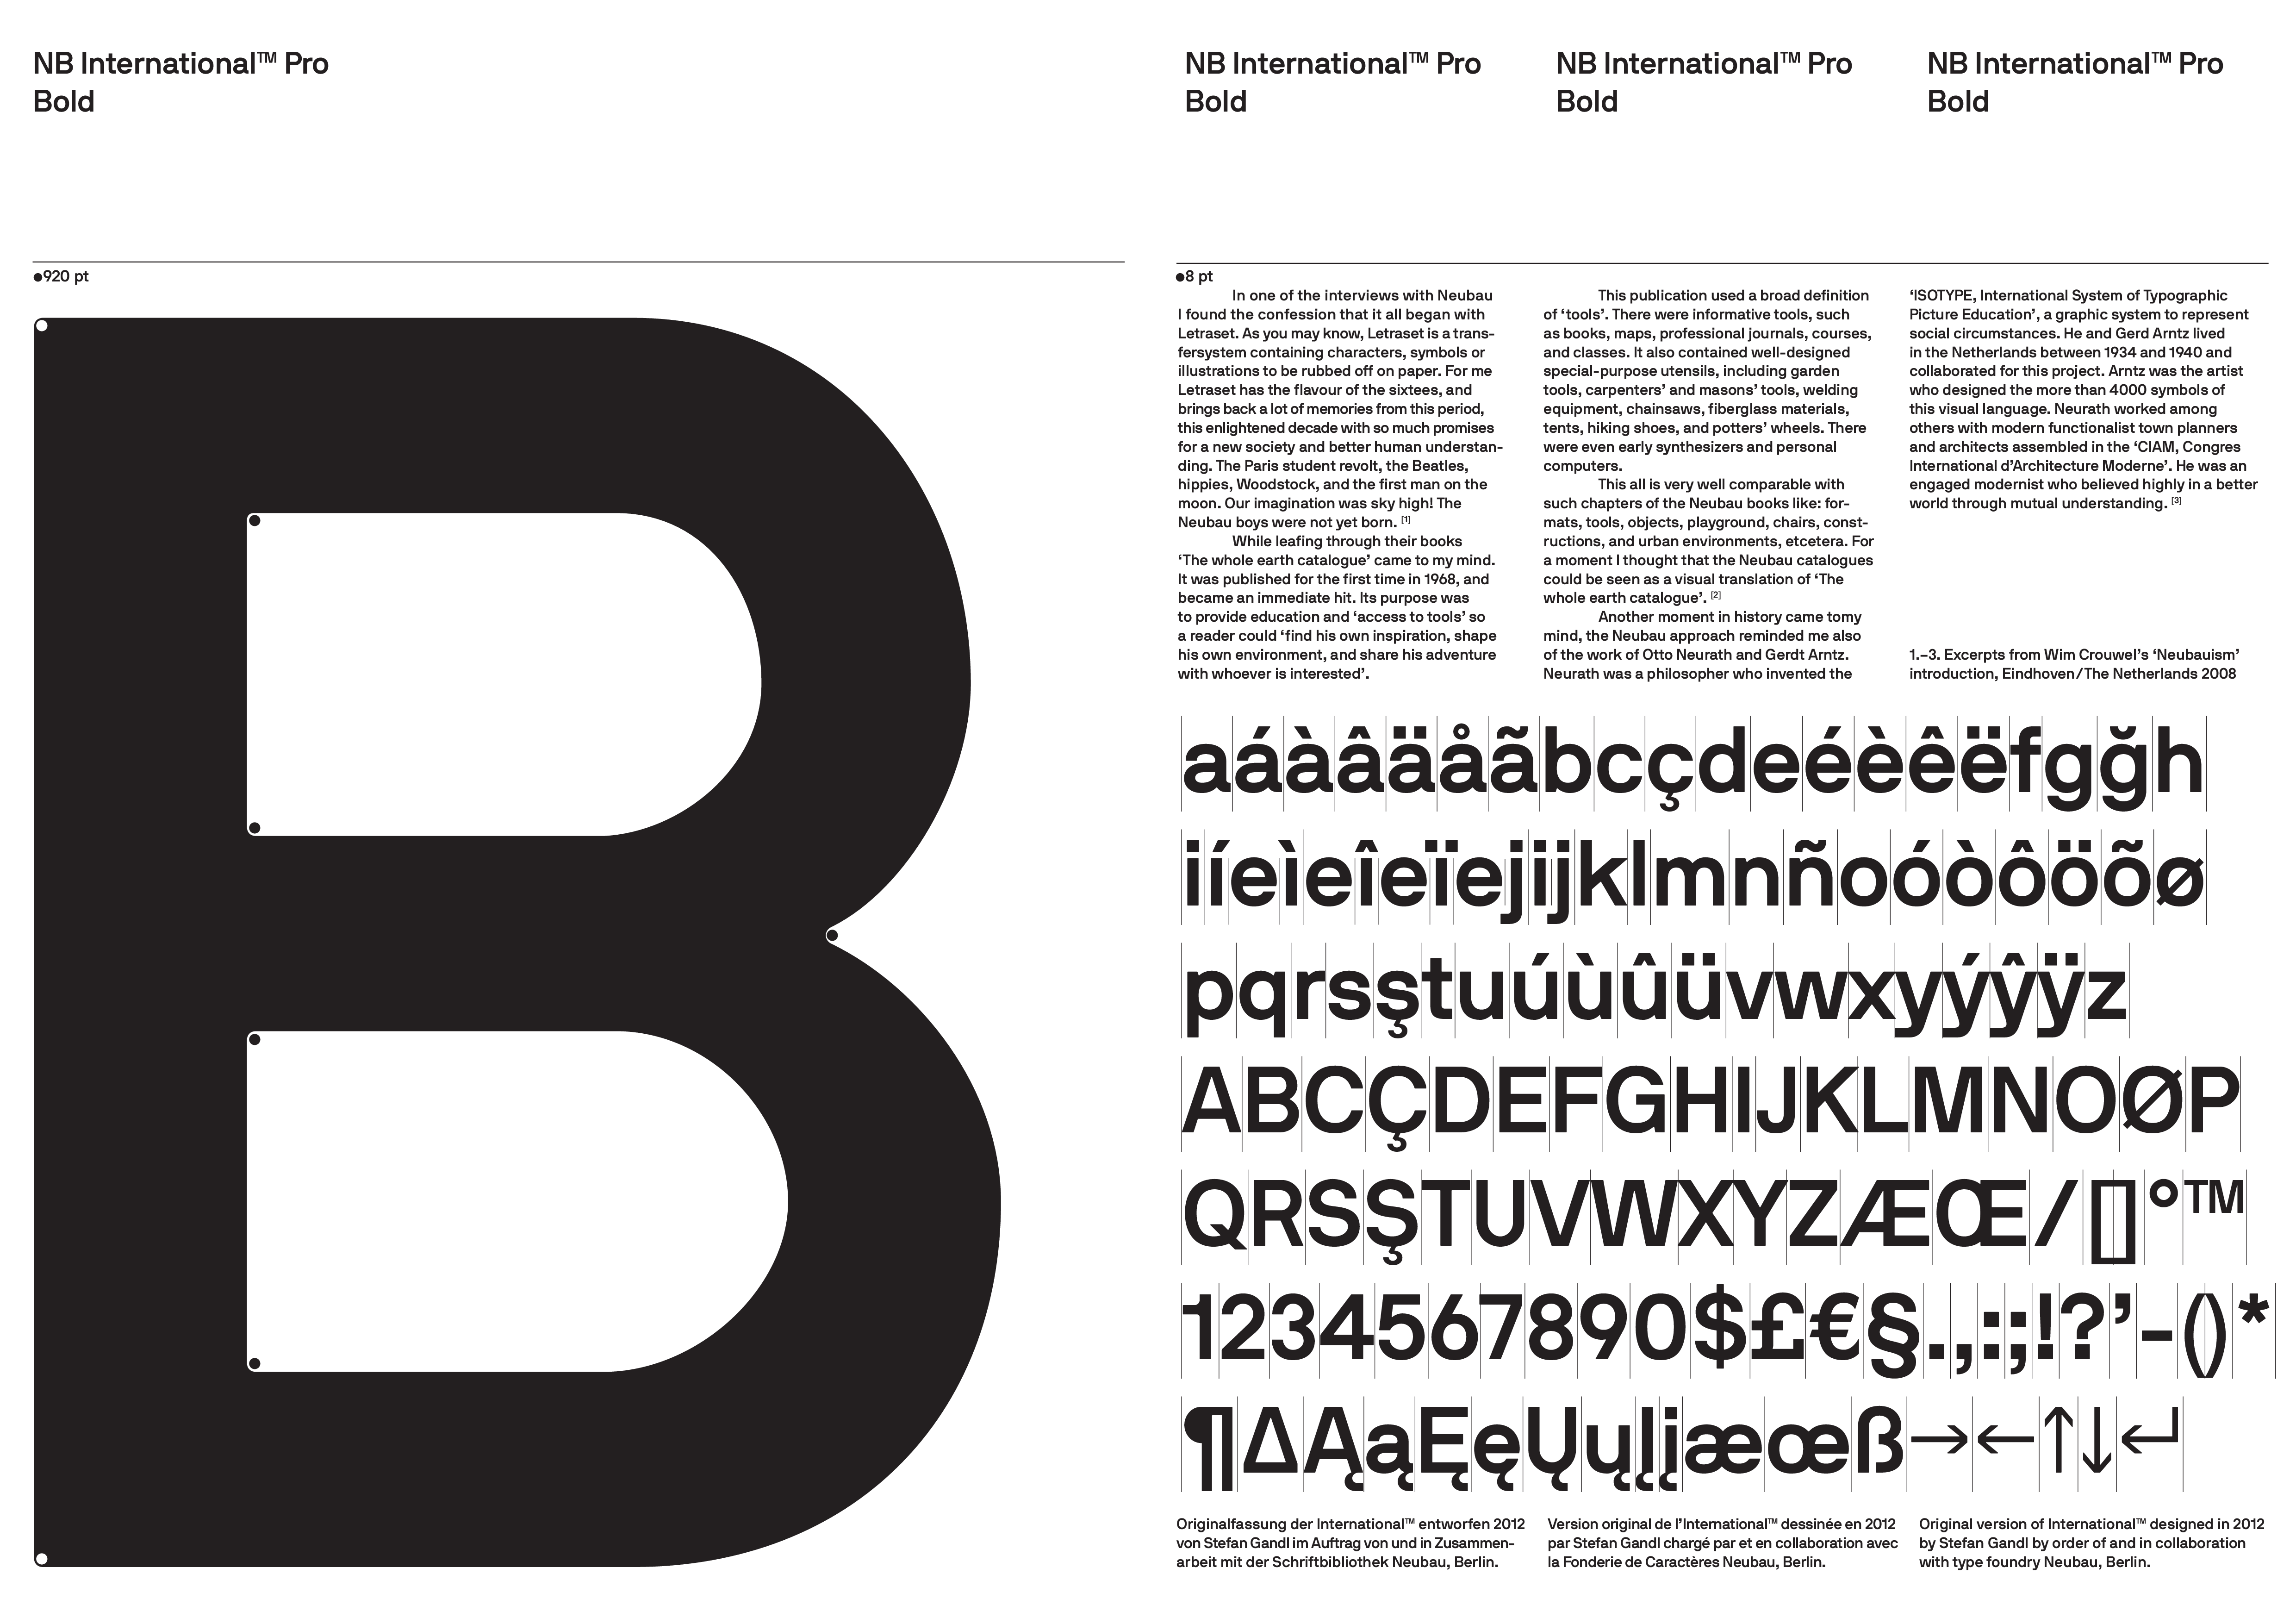 NB International™ Pro
Bold
NB International™ Pro
Bold
NB International™ Pro
Bold
NB International™ Pro
Bold
●920 pt
B
●8 pt
In one of the interviews with Neubau
I found the confession that it all began with
Letraset. As you may know, Letraset is a trans-
fersystem containing characters, symbols or
illustrations to be rubbed off on paper. For me
Letraset has the flavour of the sixtees, and
brings back a lot of memories from this period,
this enlightened decade with so much promises
for a new society and better human understan-
ding. The Paris student revolt, the Beatles,
hippies, Woodstock, and the first man on the
moon. Our imagination was sky high! The
Neubau boys were not yet born. [1]
While leafing through their books
‘The whole earth catalogue’ came to my mind.
It was published for the first time in 1968, and
became an immediate hit. Its purpose was
to provide education and ‘access to tools’ so
a reader could ‘find his own inspiration, shape
his own environment, and share his adventure
with whoever is interested’.
This publication used a broad definition
of ‘tools’. There were informative tools, such
as books, maps, professional journals, courses,
and classes. It also contained well-designed
special-purpose utensils, including garden
tools, carpenters’ and masons’ tools, welding
equipment, chainsaws, fiberglass materials,
tents, hiking shoes, and potters’ wheels. There
were even early synthesizers and personal
computers.
This all is very well comparable with
such chapters of the Neubau books like: for-
mats, tools, objects, playground, chairs, const-
ructions, and urban environments, etcetera. For
a moment I thought that the Neubau catalogues
could be seen as a visual translation of ‘The
whole earth catalogue’. [2]
Another moment in history came tomy
mind, the Neubau approach reminded me also
of the work of Otto Neurath and Gerdt Arntz.
Neurath was a philosopher who invented the
‘ISOTYPE, International System of Typographic
Picture Education’, a graphic system to represent
social circumstances. He and Gerd Arntz lived
in the Netherlands between 1934 and 1940 and
collaborated for this project. Arntz was the artist
who designed the more than 4000 symbols of
this visual language. Neurath worked among
others with modern functionalist town planners
and architects assembled in the ‘CIAM, Congres
International d’Architecture Moderne’. He was an
engaged modernist who believed highly in a better
world through mutual understanding. [3]
1.–3. Excerpts from Wim Crouwel’s ‘Neubauism’
introduction, Eindhoven/The Netherlands 2008
aáàâäåãbcçdeéèêëfgğh
iíeìeîeïejijklmnñoóòôöõø
pqrsştuúùûüvwxyýŷÿz
ABCÇDEFGHIJKLMNOØP
QRSŞTUVWXYZÆŒ/[]°™
1234567890$£€§.,:;!?’-()*
¶∆ĄąĘęŲųįįæœß→←↑↓↵
Originalfassung der International™ entworfen 2012
von Stefan Gandl im Auftrag von und in Zusammen-
arbeit mit der Schriftbibliothek Neubau, Berlin.
Version original de l’International™ dessinée en 2012
par Stefan Gandl chargé par et en collaboration avec
la Fonderie de Caractères Neubau, Berlin.
Original version of International™ designed in 2012
by Stefan Gandl by order of and in collaboration
with type foundry Neubau, Berlin.